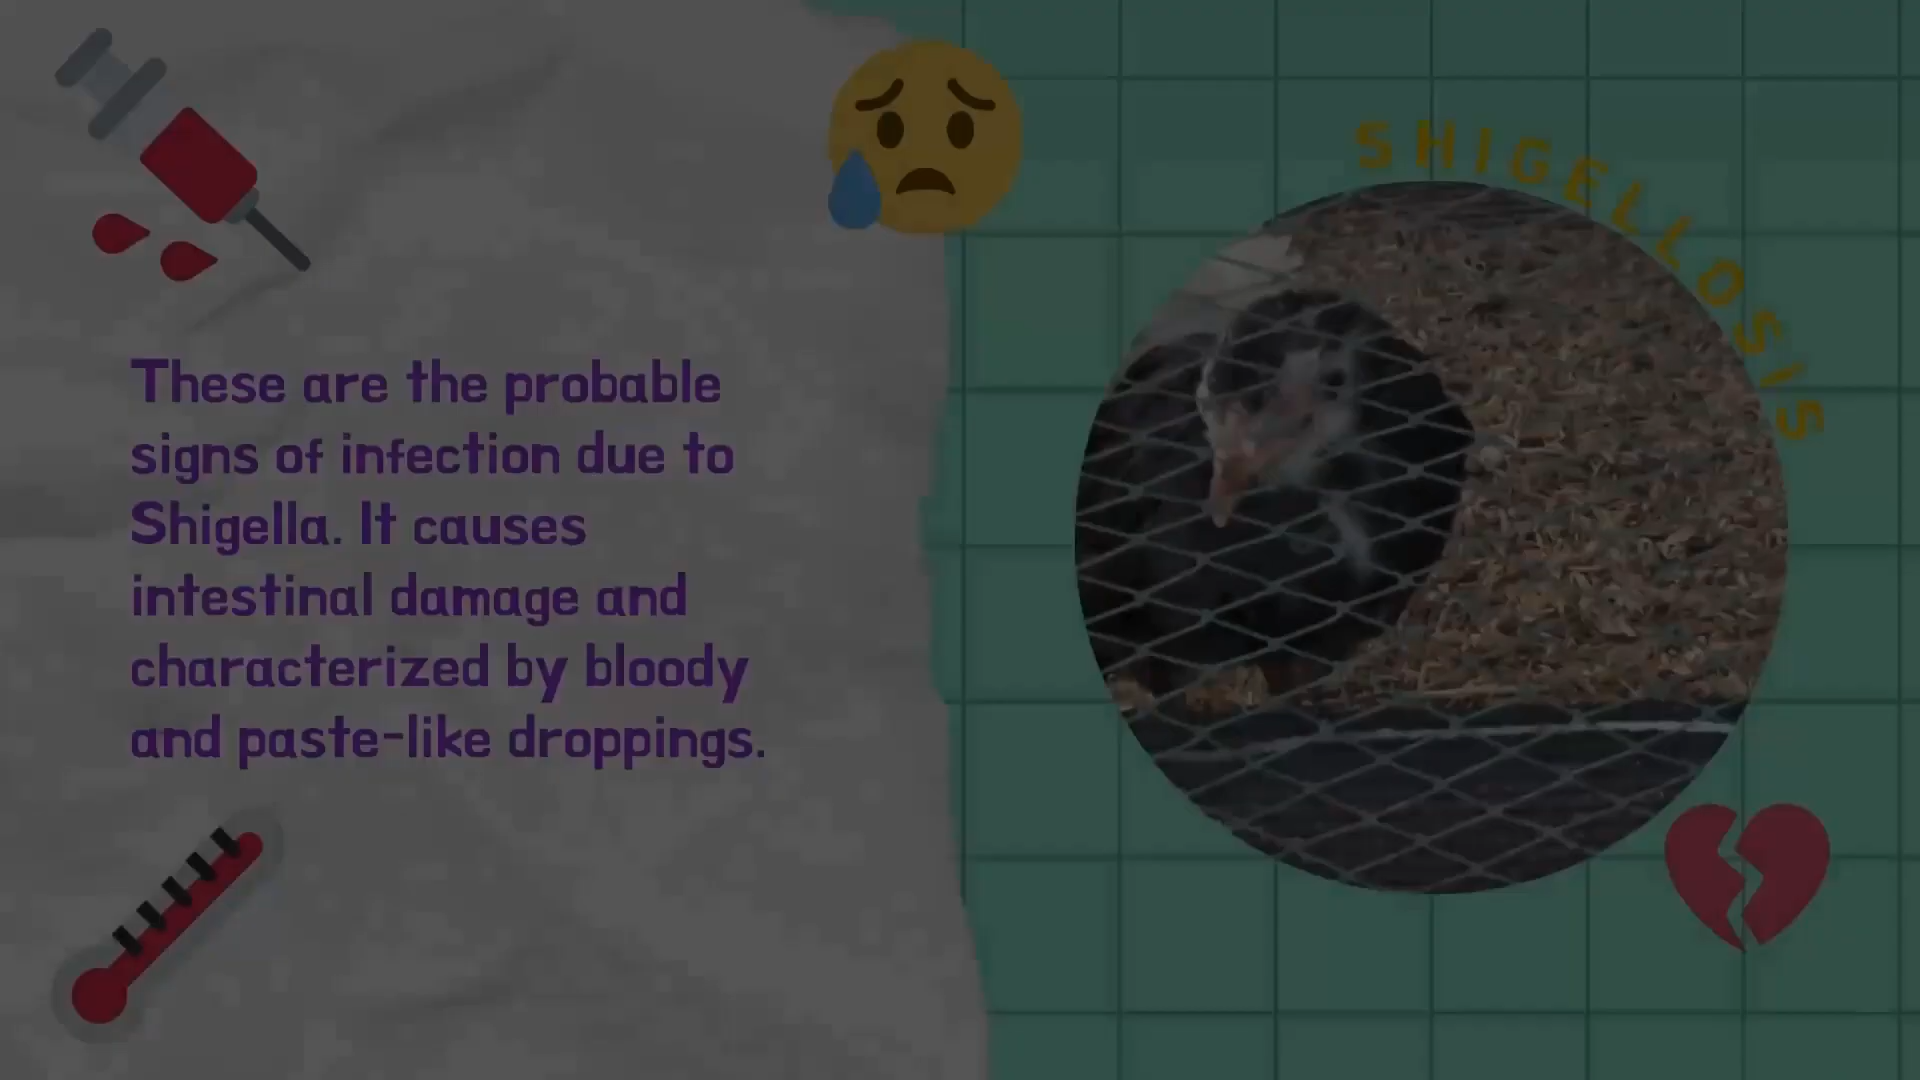 SHIGELLOSIS
These are the probable
signs of infection due to
Shigella. It causes
intestinal damage and
characterized by bloody
and paste-like droppings.